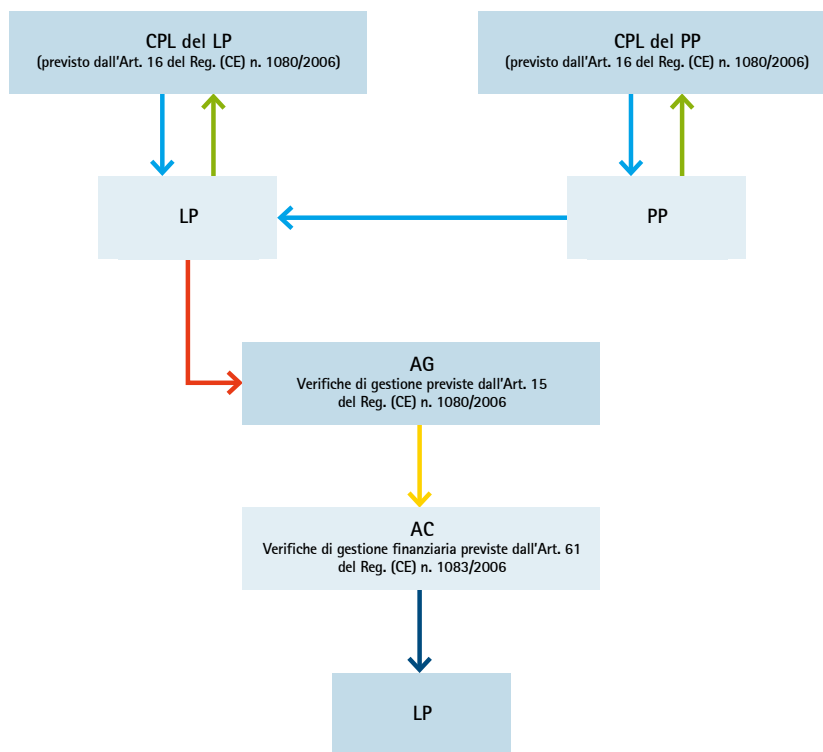 CPL del LP
(previsto dall'Art. 16 del Reg. (CE) n. 1080/2006)
CPL del PP
(previsto dall'Art. 16 del Reg. (CE) n. 1080/2006)
LP
PP
AG
Verifiche di gestione previste dall'Art. 15
del Reg. (CE) n. 1080/2006
AC
Verifiche di gestione finanziaria previste dall'Art. 61
del Reg. (CE) n. 1083/2006
LP